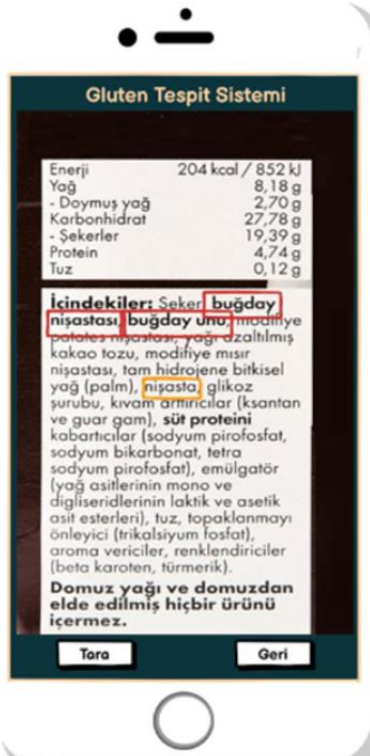 Gluten Tespit Sistemi
Enerji 204 kcal / 852 kJ
Yağ 8,18 g
- Doymuş yağ 2,70 g
Karbonhidrat 27,78 g
- Şekerler 19,39 g
Protein 4,74 g
Tuz 0,12 g
İçindekiler: Şeker, buğday
nişastası, buğday unu, modifiye
patates nişastası, yağı azaltılmış
kakao tozu, modifiye mısır
nişastası, tam hidrojene bitkisel
yağ (palm), nişasta, glikoz
şurubu, kıvam arttırıcılar (ksantan
ve guar gam), süt proteini
kabartıcılar (sodyum pirofosfat,
sodyum bikarbonat, tetra
sodyum pirofosfat), emülgatör
(yağ asitlerinin mono ve
digliseridlerinin laktik ve asetik
asit esterleri), tuz, topaklanmayı
önleyici (trikalsiyum fosfat),
aroma vericiler, renklendiriciler
(beta karoten, türmerik).
Domuz yağı ve domuzdan
elde edilmiş hiçbir ürünü
içermez.
Tara Geri